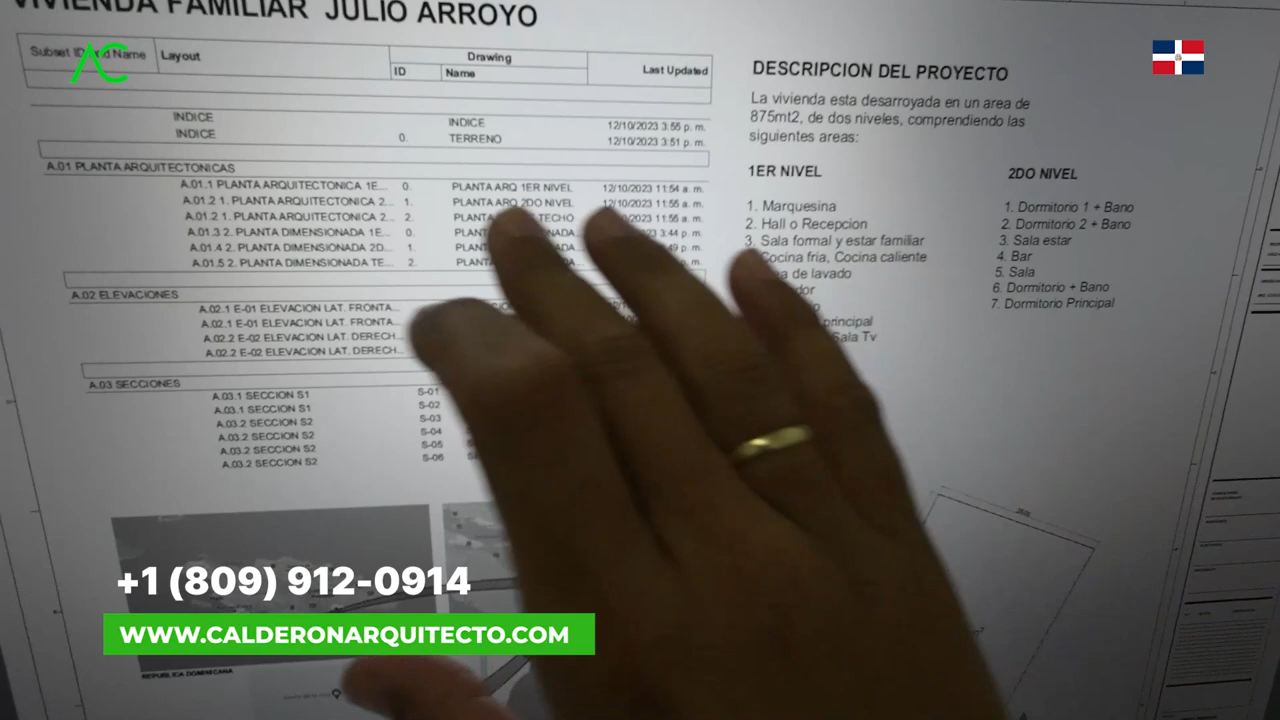 VIVIENDA FAMILIAR JULIO ARROYO
Subset ID and Name Layout Drawing Last Updated
ID Name
AC
INDICE INDICE 12/10/2023 3:55 p. m.
INDICE 0. TERRENO 12/10/2023 3:51 p. m.
A.01 PLANTA ARQUITECTONICAS
A.01.1 PLANTA ARQUITECTONICA 1E... 0. PLANTA ARQ 1ER NIVEL 12/10/2023 11:54 a. m.
A.01.2 1. PLANTA ARQUITECTONICA 2... 1. PLANTA ARQ 2DO NIVEL 12/10/2023 11:55 a. m.
A.01.2 1. PLANTA ARQUITECTONICA 2... 2. TECHO 11:55 a. m.
A.01.3 2. PLANTA DIMENSIONADA 1E... 0. 3:44 p. m.
A.01.4 2. PLANTA DIMENSIONADA 2D... 1. p. m.
A.01.5 2. PLANTA DIMENSIONADA TE... 2. p. m.
A.02 ELEVACIONES
A.02.1 E-01 ELEVACION LAT. FRONTA...
A.02.1 E-01 ELEVACION LAT. FRONTA...
A.02.2 E-02 ELEVACION LAT. DERECH...
A.02.2 E-02 ELEVACION LAT. DERECH...
A.03 SECCIONES
A.03.1 SECCION S1 S-01
A.03.1 SECCION S1 S-02
A.03.2 SECCION S2 S-03
A.03.2 SECCION S2 S-04
A.03.2 SECCION S2 S-05
A.03.2 SECCION S2 S-06
DESCRIPCION DEL PROYECTO
La vivienda esta desarroyada en un area de
875mt2, de dos niveles, comprendiendo las
siguientes areas:
1ER NIVEL
1. Marquesina
2. Hall o Recepcion
3. Sala formal y estar familiar
Cocina fria, Cocina caliente
de lavado
principal
Sala Tv
2DO NIVEL
1. Dormitorio 1 + Bano
2. Dormitorio 2 + Bano
3. Sala estar
4. Bar
5. Sala
6. Dormitorio + Bano
7. Dormitorio Principal
+1 (809) 912-0914
WWW.CALDERONARQUITECTO.COM
REPUBLICA DOMINICANA